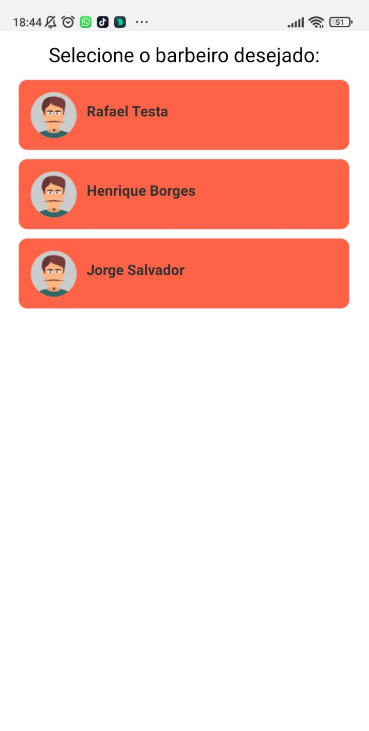 18:44
51
Selecione o barbeiro desejado:
Rafael Testa
Henrique Borges
Jorge Salvador